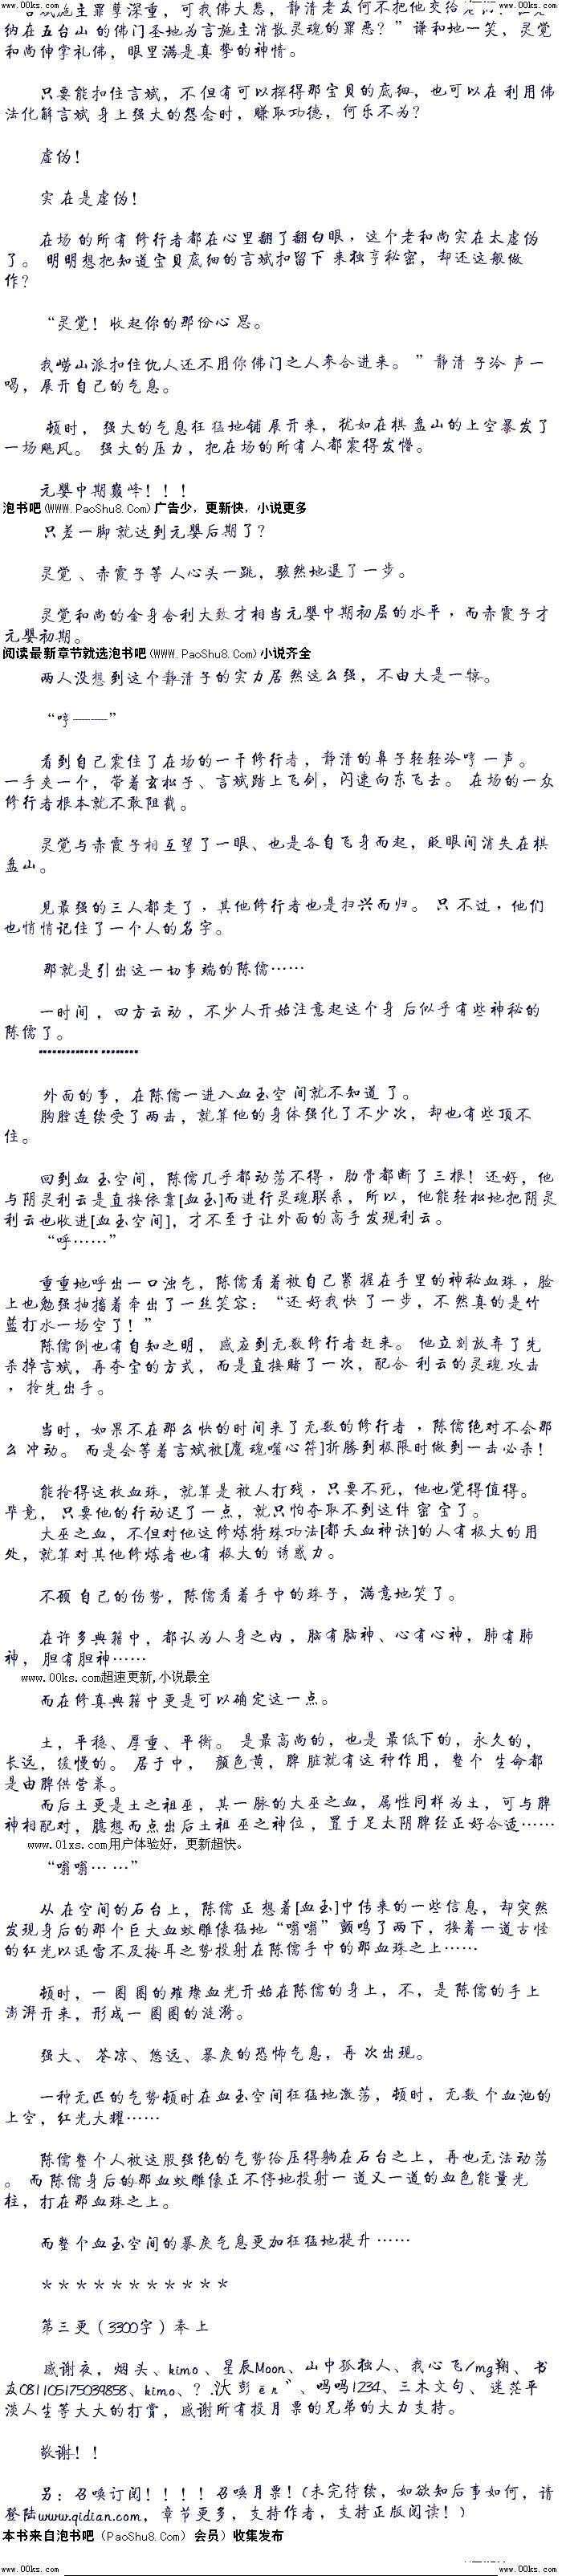 www.00ks.com www.00ks.com
言斌施主罪孽深重，可我佛大悲，静清老友何不把他交给
纳在五台山的佛门圣地为言施主消散灵魂的罪恶？”谦和地一笑，灵觉
和尚伸掌礼佛，眼里满是真挚的神情。
只要能扣住言斌，不但有可以探得那宝贝的底细，也可以在利用佛
法化解言斌身上强大的怨念时，赚取功德，何乐不为？
虚伪！
实在是虚伪！
在场的所有修行者都在心里翻了翻白眼，这个老和尚实在太虚伪
了。明明想把知道宝贝底细的言斌扣留下来独享秘密，却还这般做
作？
“灵觉！收起你的那份心思。
我崂山派扣住仇人还不用你佛门之人参合进来。”静清子冷声一
喝，展开自己的气息。
顿时，强大的气息狂猛地铺展开来，犹如在棋盘山的上空暴发了
一场飓风。强大的压力，把在场的所有人都震得发懵。
元婴中期巅峰！！！
泡书吧(WWW.PaoShu8.Com)广告少，更新快，小说更多
只差一脚就达到元婴后期了？
灵觉、赤霞子等人心头一跳，骇然地退了一步。
灵觉和尚的金身舍利大致才相当元婴中期初层的水平，而赤霞子才
元婴初期。
阅读最新章节就选泡书吧(WWW.PaoShu8.Com)小说齐全
两人没想到这个静清子的实力居然这么强，不由大是一惊。
“哼———”
看到自己震住了在场的一干修行者，静清的鼻子轻轻冷哼一声。
一手夹一个，带着玄松子、言斌踏上飞剑，闪速向东飞去。在场的一众
修行者根本就不敢阻截。
灵觉与赤霞子相互望了一眼、也是各自飞身而起，眨眼间消失在棋
盘山。
见最强的三人都走了，其他修行者也是扫兴而归。只不过，他们
也悄悄记住了一个人的名字。
那就是引出这一切事端的陈儒……
一时间，四方云动，不少人开始注意起这个身后似乎有些神秘的
陈儒了。
外面的事，在陈儒一进入血玉空间就不知道了。
胸膛连续受了两击，就算他的身体强化了不少次，却也有些顶不
住。
回到血玉空间，陈儒几乎都动荡不得，肋骨都断了三根！还好，他
与阴灵利云是直接依靠[血玉]而进行灵魂联系，所以，他能轻松地把阴灵
利云也收进[血玉空间]，才不至于让外面的高手发现利云。
“呼……”
重重地呼出一口浊气，陈儒看着被自己紧握在手里的神秘血珠，脸
上也勉强抽搐着牵出了一丝笑容：“还好我快了一步，不然真的是竹
蓝打水一场空了！”
陈儒倒也有自知之明，感应到无数修行者赶来。他立刻放弃了先
杀掉言斌，再夺宝的方式，而是直接赌了一次，配合利云的灵魂攻击
，抢先出手。
当时，如果不在那么快的时间来了无数的修行者，陈儒绝对不会那
么冲动。而是会等着言斌被[魔魂噬心符]折腾到极限时做到一击必杀！
能抢得这枚血珠，就算是被人打残，只要不死，他也觉得值得。
毕竟，只要他的行动迟了一点，就只怕夺取不到这件密宝了。
大巫之血，不但对他这修炼特殊功法[都天血神诀]的人有极大的用
处，就算对其他修炼者也有极大的诱惑力。
不顾自己的伤势，陈儒看着手中的珠子，满意地笑了。
在许多典籍中，都认为人身之内，脑有脑神、心有心神，肺有肺
神，胆有胆神……
www.00ks.com超速更新,小说最全
而在修真典籍中更是可以确定这一点。
土，平稳、厚重、平衡。是最高尚的，也是最低下的，永久的，
长远，缓慢的。居于中，颜色黄，脾脏就有这种作用，整个生命都
是由脾供营养。
而后土更是土之祖巫，其一脉的大巫之血，属性同样为土，可与脾
神相配对，臆想而点出后土祖巫之神位，置于足太阴脾经正好合适……
www.01xs.com用户体验好，更新超快。
“嗡嗡……”
从在空间的石台上，陈儒正想着[血玉]中传来的一些信息，却突然
发现身后的那个巨大血蚊雕像猛地“嗡嗡”颤鸣了两下，接着一道古怪
的红光以迅雷不及掩耳之势投射在陈儒手中的那血珠之上……
顿时，一圈圈的璀璨血光开始在陈儒的身上，不，是陈儒的手上
澎湃开来，形成一圈圈的涟漪。
强大、苍凉、悠远、暴戾的恐怖气息，再次出现。
一种无匹的气势顿时在血玉空间狂猛地激荡，顿时，无数个血池的
上空，红光大耀……
陈儒整个人被这股强绝的气势给压得躺在石台之上，再也无法动荡
。而陈儒身后的那血蚊雕像正不停地投射一道又一道的血色能量光
柱，打在那血珠之上。
而整个血玉空间的暴戾气息更加狂猛地提升……
＊＊＊＊＊＊＊＊＊＊＊
第三更（3300字）奉上
感谢夜，烟头、kimo、星辰Moon、山中孤独人、我心飞/mg翔、书
友081105175039858、kimo、？.汏彭ěｎ゛、吗吗1234、三木文句、迷茫平
淡人生等大大的打赏，感谢所有投月票的兄弟的大力支持。
敬谢！！
另：召唤订阅！！！！召唤月票！(未完待续，如欲知后事如何，请
登陆www.qidian.com，章节更多，支持作者，支持正版阅读！)
本书来自泡书吧（PaoShu8.Com）会员）收集发布
www.00ks.com www.00ks.com